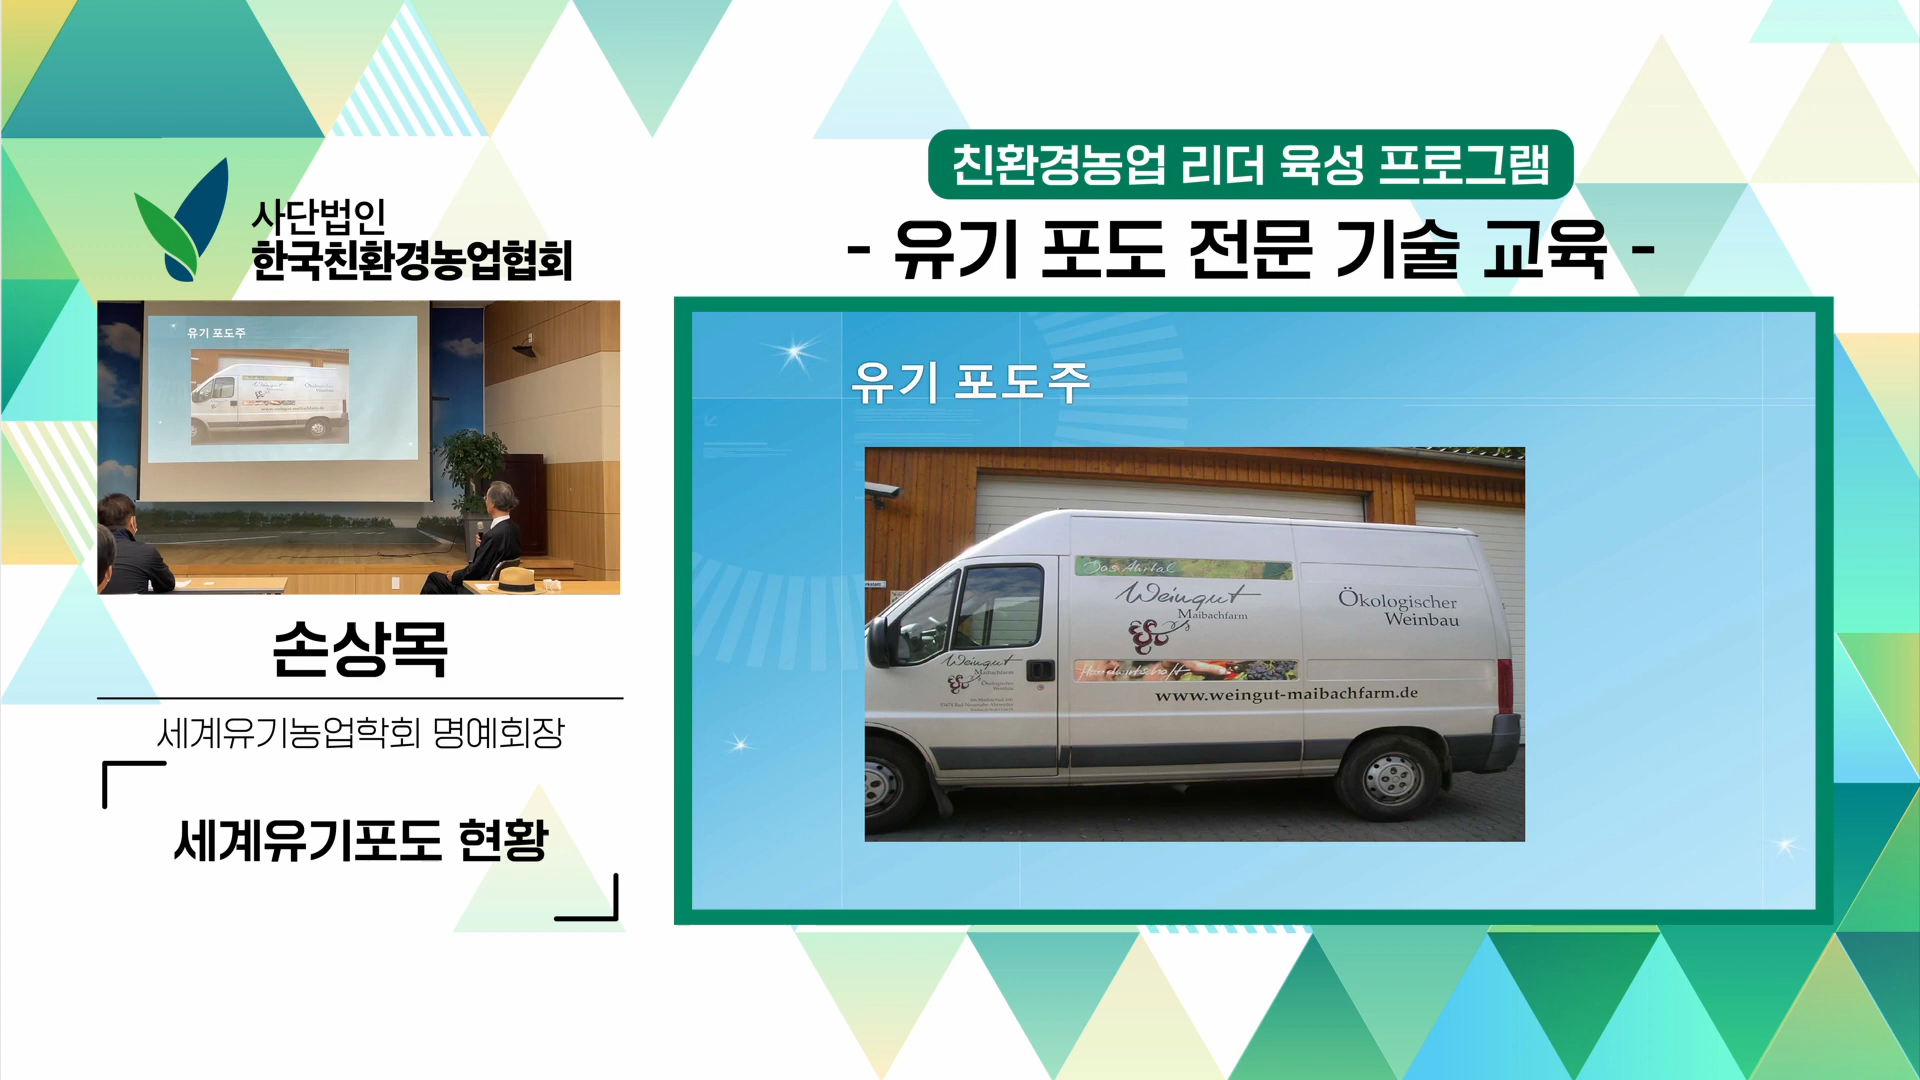 사단법인
한국친환경농업협회
유기 포도주
손상목
세계유기농업학회 명예회장
세계유기포도 현황
친환경농업 리더 육성 프로그램
- 유기 포도 전문 기술 교육 -
유기 포도주
Das Ahrtal
Weingut
Maibachfarm
Ökologischer
Weinbau
Weingut
Maibachfarm
Ökologischer
Weinbau
www.weingut-maibachfarm.de